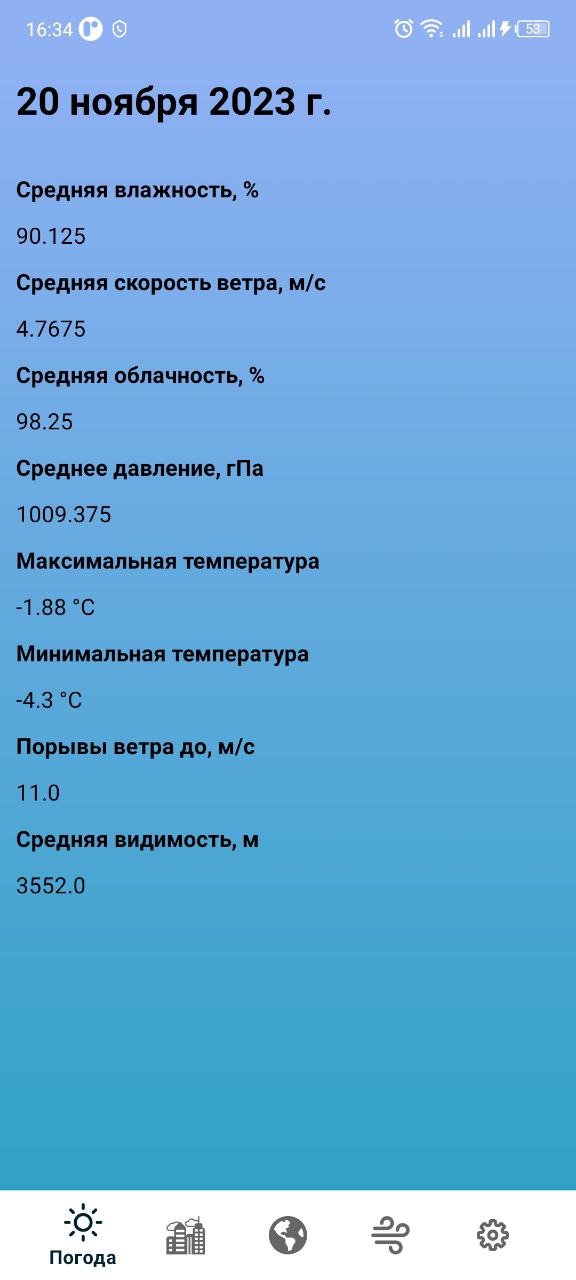 16:34 53
20 ноября 2023 г.
Средняя влажность, %
90.125
Средняя скорость ветра, м/с
4.7675
Средняя облачность, %
98.25
Среднее давление, гПа
1009.375
Максимальная температура
-1.88 °C
Минимальная температура
-4.3 °C
Порывы ветра до, м/с
11.0
Средняя видимость, м
3552.0
Погода